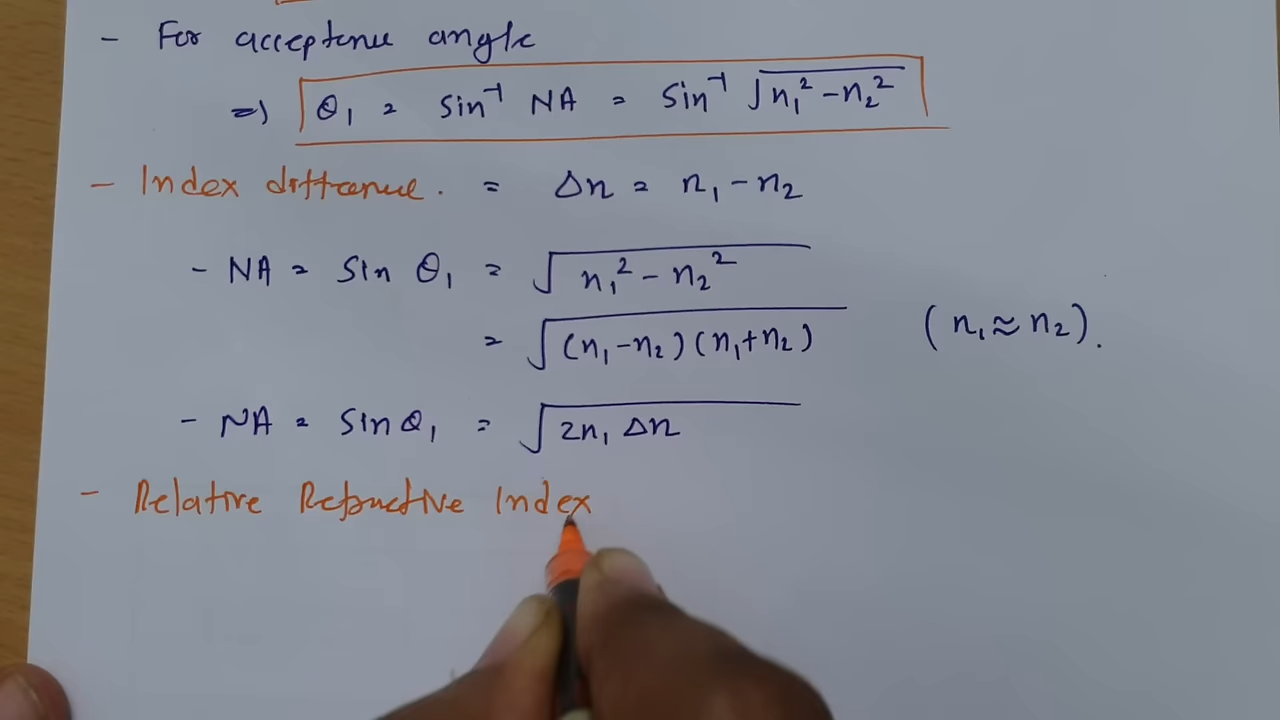 - For acceptance angle
=> θ₁ = Sin⁻¹ NA = Sin⁻¹ √(n₁² - n₂²)
- Index difference. = Δn = n₁ - n₂
- NA = Sin θ₁ = √(n₁² - n₂²)
= √((n₁-n₂)(n₁+n₂)) (n₁≈n₂).
- NA = Sin θ₁ = √(2n₁ Δn)
- Relative Refractive Index